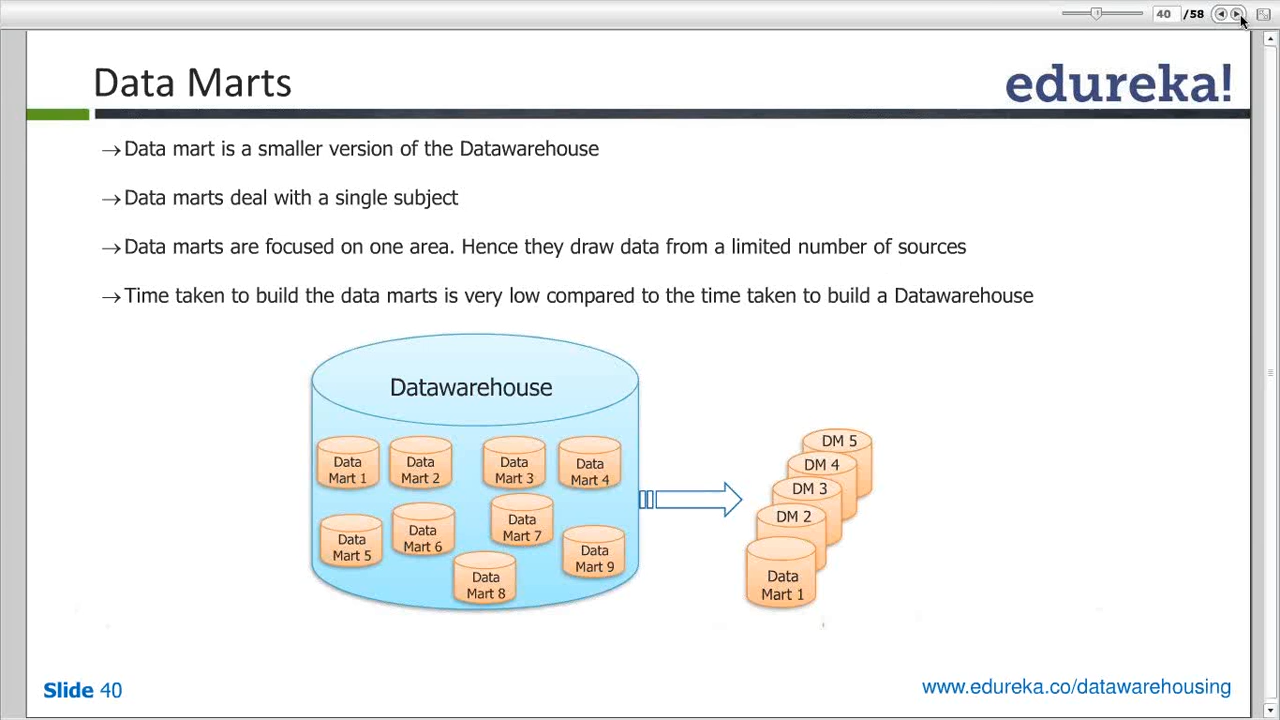 40 /58
Data Marts
edureka!
→Data mart is a smaller version of the Datawarehouse
→Data marts deal with a single subject
→Data marts are focused on one area. Hence they draw data from a limited number of sources
→Time taken to build the data marts is very low compared to the time taken to build a Datawarehouse
Datawarehouse
Data
Mart 1
Data
Mart 2
Data
Mart 3
Data
Mart 4
Data
Mart 5
Data
Mart 6
Data
Mart 7
Data
Mart 8
Data
Mart 9
DM 5
DM 4
DM 3
DM 2
Data
Mart 1
Slide 40
www.edureka.co/datawarehousing